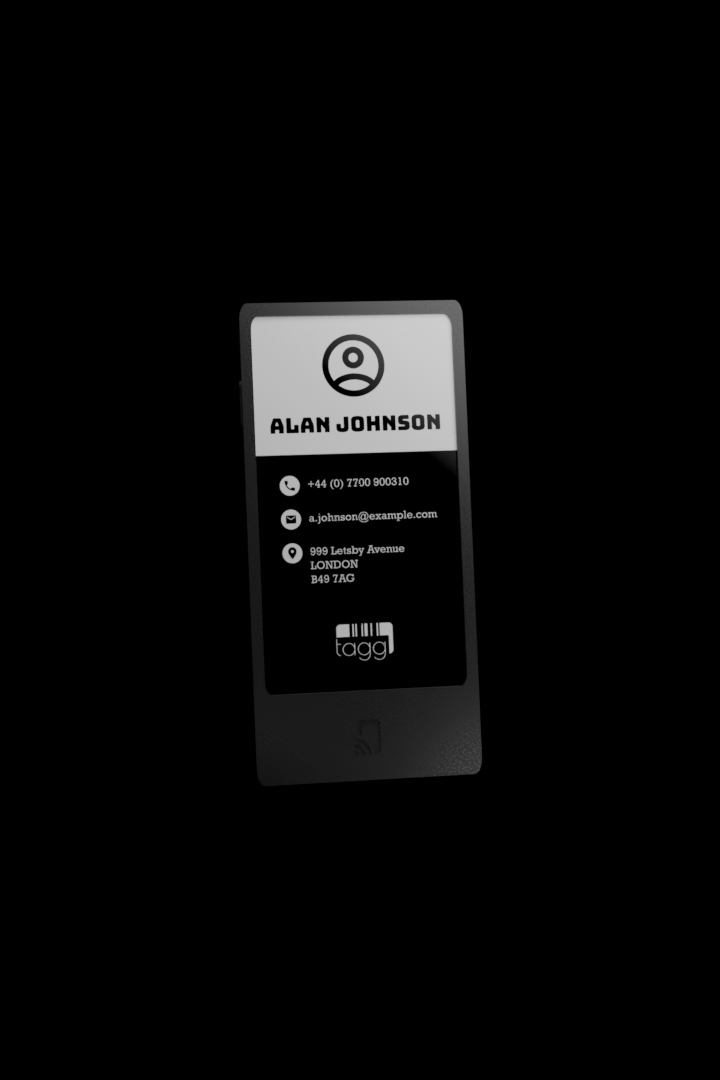 ALAN JOHNSON
+44 (0) 7700 900310
a.johnson@example.com
999 Letsby Avenue
LONDON
B49 7AG
tagg